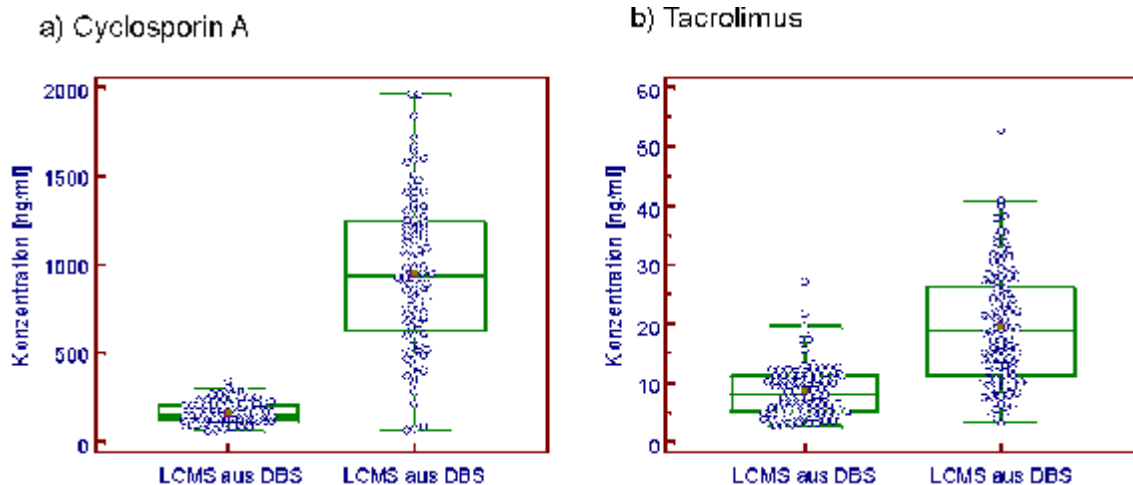 a) Cyclosporin A
Konzentration [ng/ml]
2000
1500
1000
500
0
LCMS aus DBS
LCMS aus DBS
b) Tacrolimus
Konzentration [ng/ml]
60
50
40
30
20
10
0
LCMS aus DBS
LCMS aus DBS